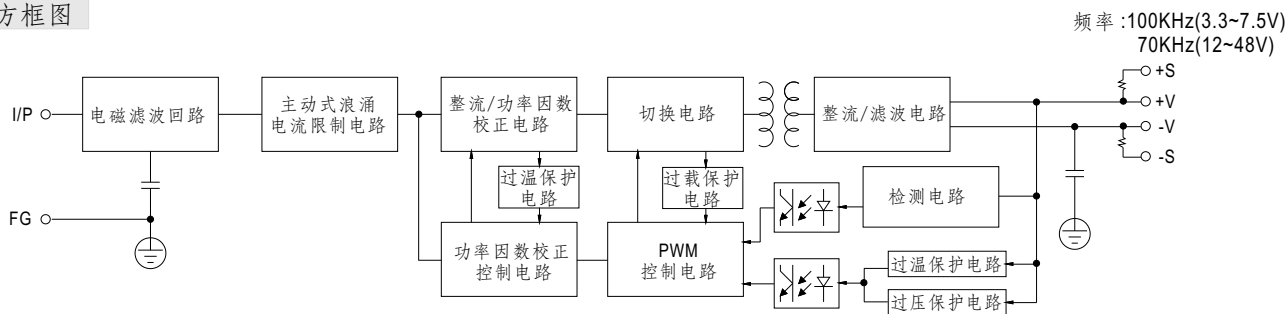 方框图
频率 :100KHz(3.3~7.5V)
70KHz(12~48V)
I/P
电磁滤波回路
主动式浪涌
电流限制电路
整流/功率因数
校正电路
切换电路
整流/滤波电路
+S
+V
-V
-S
过温保护
电路
过载保护
电路
检测电路
FG
功率因数校正
控制电路
PWM
控制电路
过温保护电路
过压保护电路